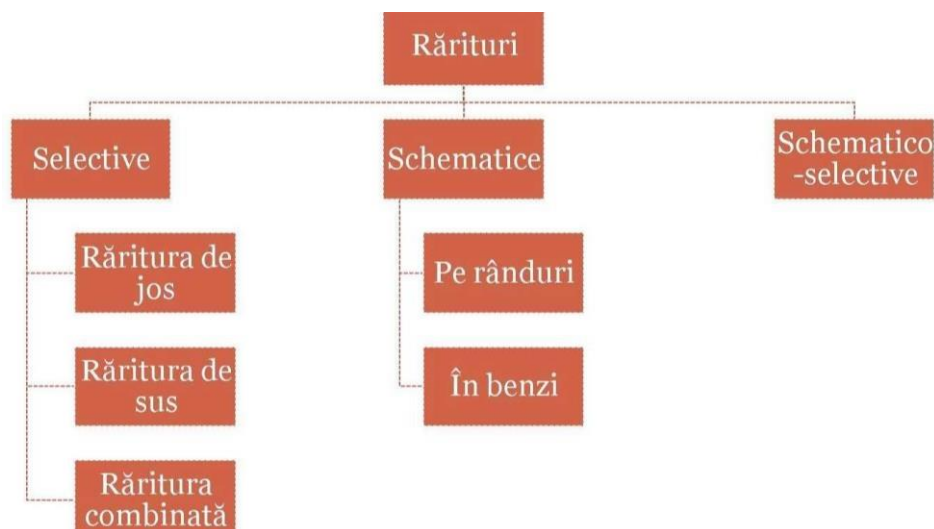 Rărituri
Selective
Schematice
Schematico
-selective
Răritura de
jos
Pe rânduri
Răritura de
sus
În benzi
Răritura
combinată